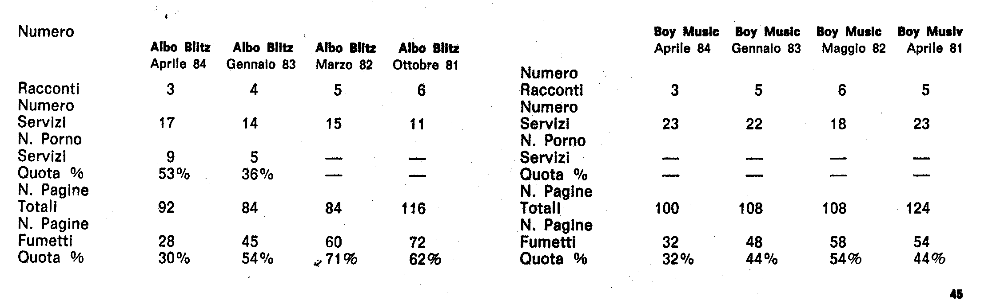 Numero
Albo Blitz Albo Blitz Albo Blitz Albo Blitz
Aprile 84 Gennaio 83 Marzo 82 Ottobre 81
Racconti 3 4 5 6
Numero
Servizi 17 14 15 11
N. Porno
Servizi 9 5 — —
Quota % 53% 36% — —
N. Pagine
Totali 92 84 84 116
N. Pagine
Fumetti 28 45 60 72
Quota % 30% 54% 71% 62%
Boy Music Boy Music Boy Music Boy Musiv
Aprile 84 Gennaio 83 Maggio 82 Aprile 81
Numero
Racconti 3 5 6 5
Numero
Servizi 23 22 18 23
N. Porno
Servizi — — — —
Quota % — — — —
N. Pagine
Totali 100 108 108 124
N. Pagine
Fumetti 32 48 58 54
Quota % 32% 44% 54% 44%
45